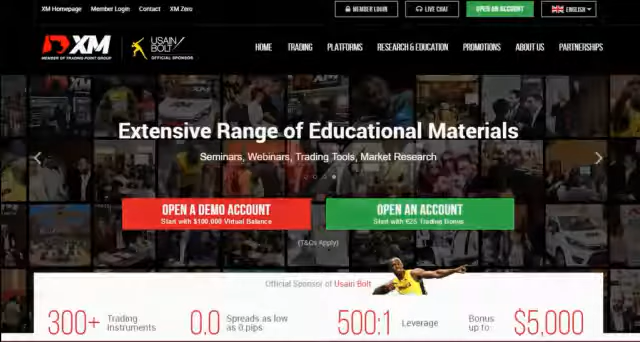 XM Homepage Member Login Contact XM Zero
MEMBER LOGIN LIVE CHAT OPEN AN ACCOUNT ENGLISH
XM
MEMBER OF TRADING POINT GROUP
USAIN
BOLT
OFFICIAL SPONSOR
HOME TRADING PLATFORMS RESEARCH & EDUCATION PROMOTIONS ABOUT US PARTNERSHIPS
Extensive Range of Educational Materials
Seminars, Webinars, Trading Tools, Market Research
OPEN A DEMO ACCOUNT
Start with $100,000 Virtual Balance
OPEN AN ACCOUNT
Start with €25 Trading Bonus
(T&Cs Apply)
Official Sponsor of Usain Bolt
300+ Trading Instruments
0.0 Spreads as low as 0 pips
500:1 Leverage
Bonus up to: $5,000